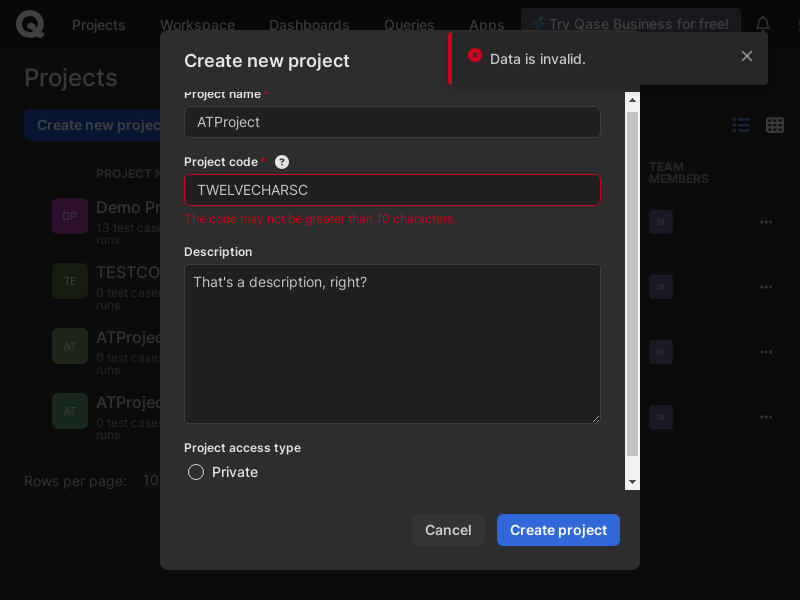 Projects Workspace Dashboards Queries Apps ⚡Try Qase Business for free!
Data is invalid.
Create new project
Projects
Project name *
ATProject
Create new projec
Project code * ?
TWELVECHARSC
The code may not be greater than 10 characters.
PROJECT N
TEAM
MEMBERS
DP
Demo Pr
13 test case
runs
DI
Description
That's a description, right?
TE
TESTCO
0 test cases
runs
DI
AT
ATProjec
0 test cases
runs
DI
AT
ATProjec
0 test cases
runs
DI
Project access type
Private
Rows per page: 10
Cancel
Create project